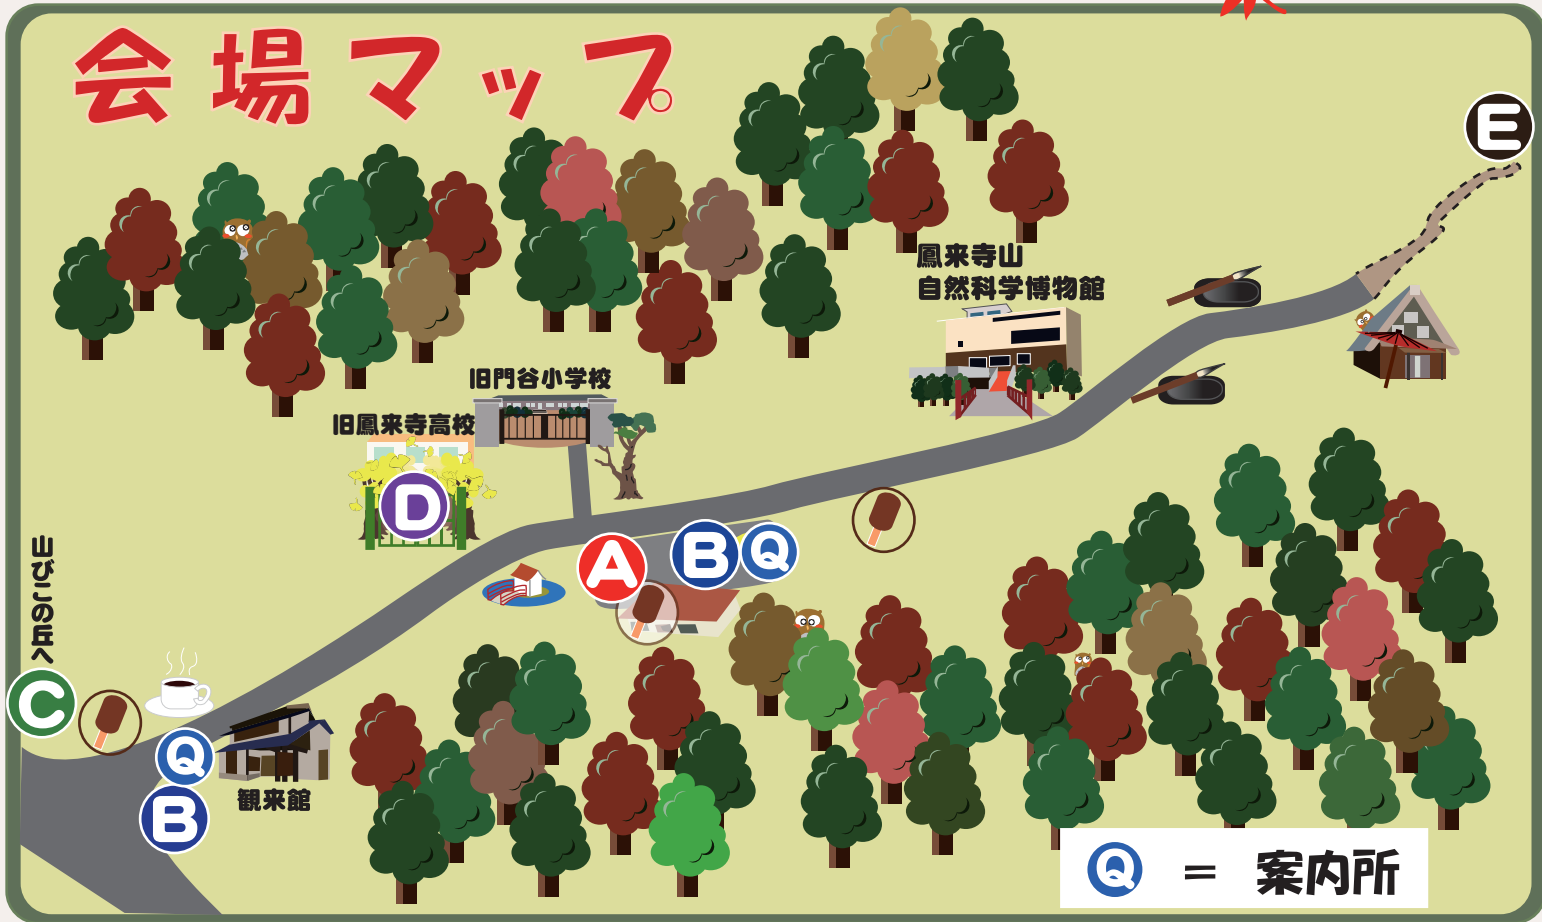 会場マップ
E
鳳来寺山
自然科学博物館
旧門谷小学校
旧鳳来寺高校
D
A
B
Q
山びこの丘へ
C
Q
B
観来館
Q = 案内所